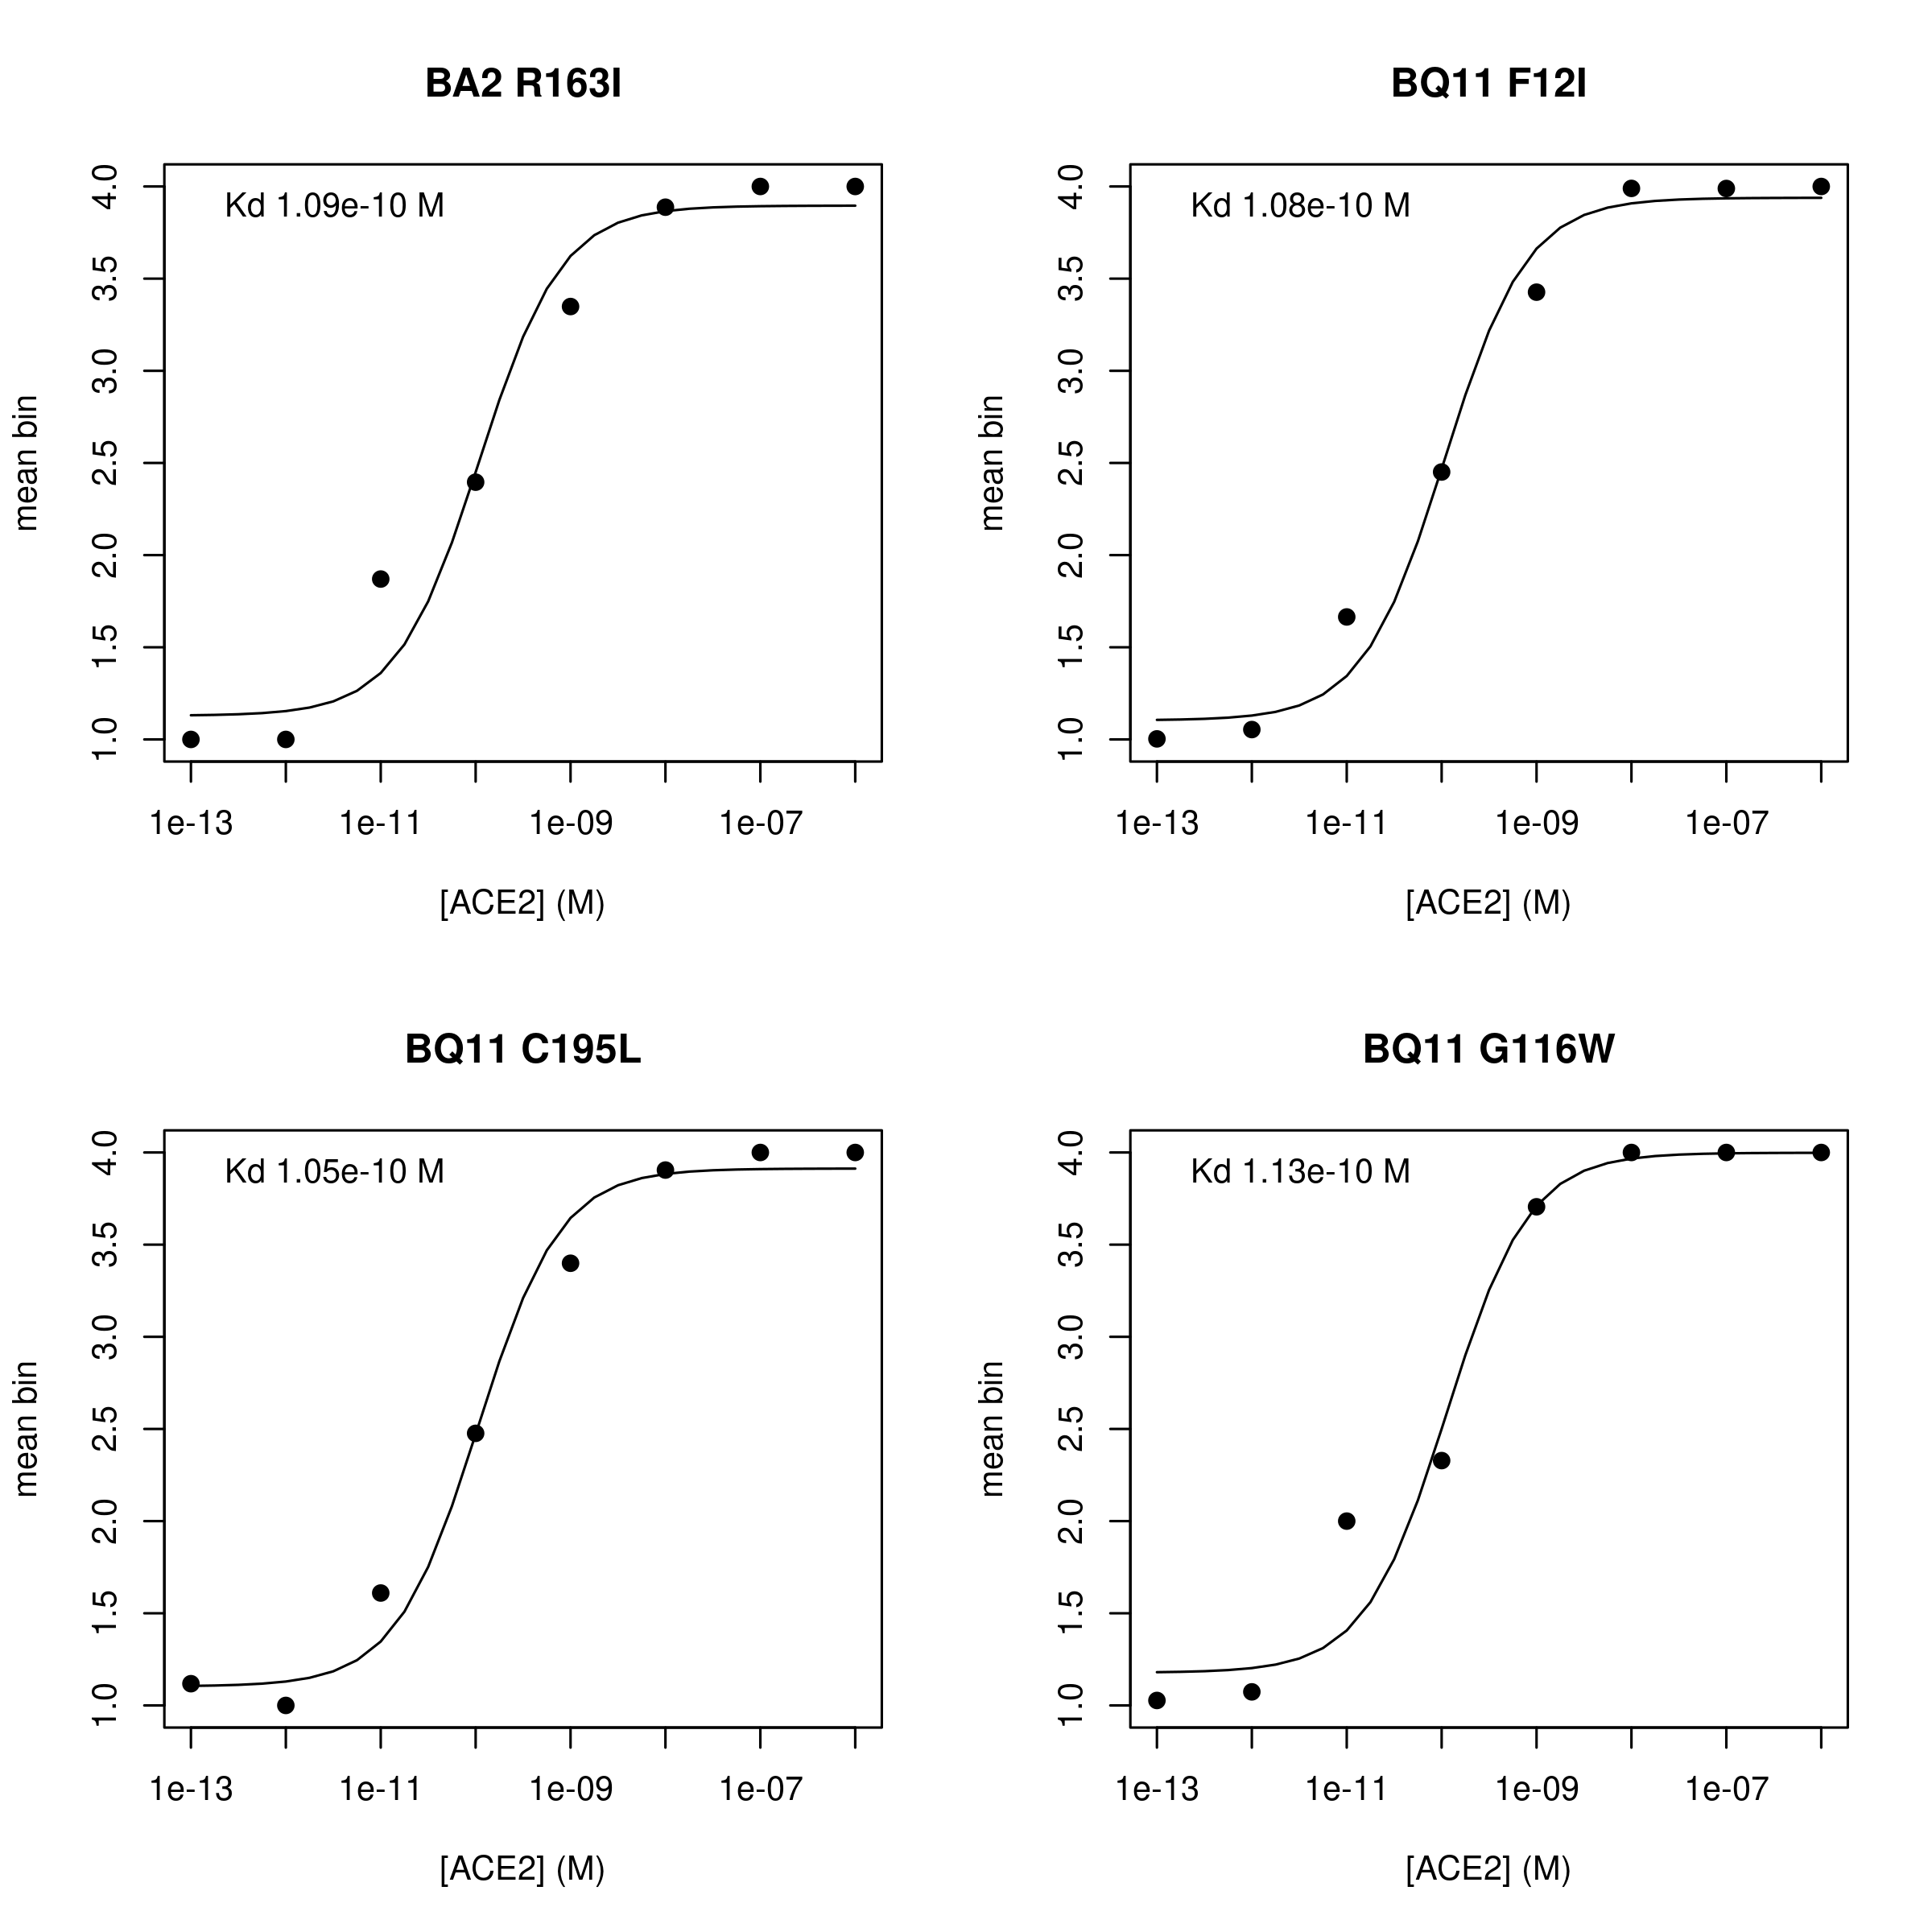 BA2 R163I
Kd 1.09e-10 M
4.0
3.5
3.0
2.5
2.0
1.5
1.0
mean bin
1e-13 1e-11 1e-09 1e-07
[ACE2] (M)
BQ11 F12I
Kd 1.08e-10 M
4.0
3.5
3.0
2.5
2.0
1.5
1.0
mean bin
1e-13 1e-11 1e-09 1e-07
[ACE2] (M)
BQ11 C195L
Kd 1.05e-10 M
4.0
3.5
3.0
2.5
2.0
1.5
1.0
mean bin
1e-13 1e-11 1e-09 1e-07
[ACE2] (M)
BQ11 G116W
Kd 1.13e-10 M
4.0
3.5
3.0
2.5
2.0
1.5
1.0
mean bin
1e-13 1e-11 1e-09 1e-07
[ACE2] (M)